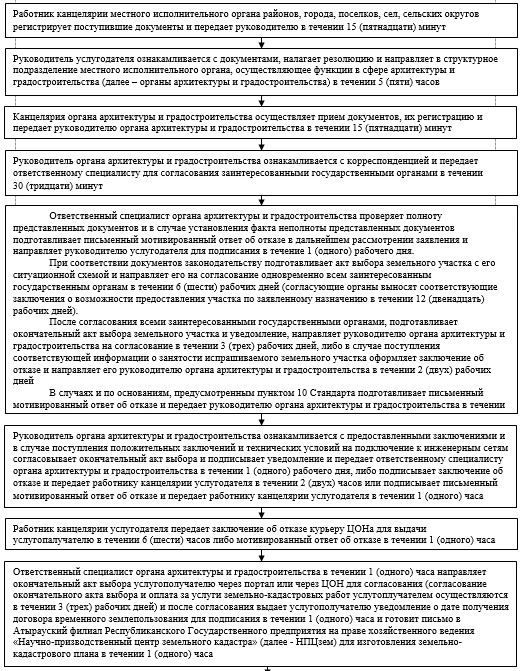 Работник канцелярии местного исполнительного органа районов, города, поселков, сел, сельских округов
регистрирует поступившие документы и передает руководителю в течении 15 (пятнадцати) минут
Руководитель услугодателя ознакамливается с документами, налагает резолюцию и направляет в структурное
подразделение местного исполнительного органа, осуществляющее функции в сфере архитектуры и
градостроительства (далее – органы архитектуры и градостроительства) в течении 5 (пяти) часов
Канцелярия органа архитектуры и градостроительства осуществляет прием документов, их регистрацию и
передает руководителю органа архитектуры и градостроительства в течении 15 (пятнадцати) минут
Руководитель органа архитектуры и градостроительства ознакамливается с корреспонденцией и передает
ответственному специалисту для согласования заинтересованными государственными органами в течении
30 (тридцати) минут
Ответственный специалист органа архитектуры и градостроительства проверяет полноту
представленных документов и в случае установления факта неполноты представленных документов
подготавливает письменный мотивированный ответ об отказе в дальнейшем рассмотрении заявления и
направляет руководителю услугодателя для подписания в течение 1 (одного) рабочего дня.
При соответствии документов законодательству подготавливает акт выбора земельного участка с его
ситуационной схемой и направляет его на согласование одновременно всем заинтересованным
государственным органам в течении 6 (шести) рабочих дней (согласующие органы выносят соответствующие
заключения о возможности предоставления участка по заявленному назначению в течении 12 (двенадцать)
рабочих дней).
После согласования всеми заинтересованными государственными органами, подготавливает
окончательный акт выбора земельного участка и уведомление, направляет руководителю органа архитектуры и
градостроительства на согласование в течение 3 (трех) рабочих дней, либо в случае поступления
соответствующей информации о занятости испрашиваемого земельного участка оформляет заключение об
отказе и направляет его руководителю органа архитектуры и градостроительства в течении 2 (двух) рабочих
дней
В случаях и по основаниям, предусмотренным пунктом 10 Стандарта подготавливает письменный
мотивированный ответ об отказе и передает руководителю органа архитектуры и градостроительства в течении
Руководитель органа архитектуры и градостроительства ознакамливается с предоставленными заключениями и
в случае поступления положительных заключений и технических условий на подключение к инженерным сетям
согласовывает окончательный акт выбора и подписывает уведомление и передает ответственному специалисту
органа архитектуры и градостроительства в течении 1 (одного) рабочего дня, либо подписывает заключение об
отказе и передает работнику канцелярии услугодателя в течении 2 (двух) часов или подписывает письменный
мотивированный ответ об отказе и передает работнику канцелярии услугодателя в течении 1 (одного) часа
Работник канцелярии услугодателя передает заключение об отказе курьеру ЦОНа для выдачи
услугополучателю в течении 6 (шести) часов либо мотивированный ответ об отказе в течении 1 (одного) часа
Ответственный специалист органа архитектуры и градостроительства в течении 1 (одного) часа направляет
окончательный акт выбора услугополучателю через портал или через ЦОН для согласования (согласование
окончательного акта выбора и оплата за услуги земельно-кадастровых работ услугополучателем осуществляются
в течении 3 (трех) рабочих дней) и после согласования выдает услугополучателю уведомление о дате получения
договора временного землепользования для подписания в течении 1 (одного) часа и готовит письмо в
Атырауский филиал Республиканского Государственного предприятия на праве хозяйственного ведения
«Научно-призводственный центр земельного кадастра» (далее - НПЦзем) для изготовления земельно-
кадастрового плана в течении 1 (одного) часа